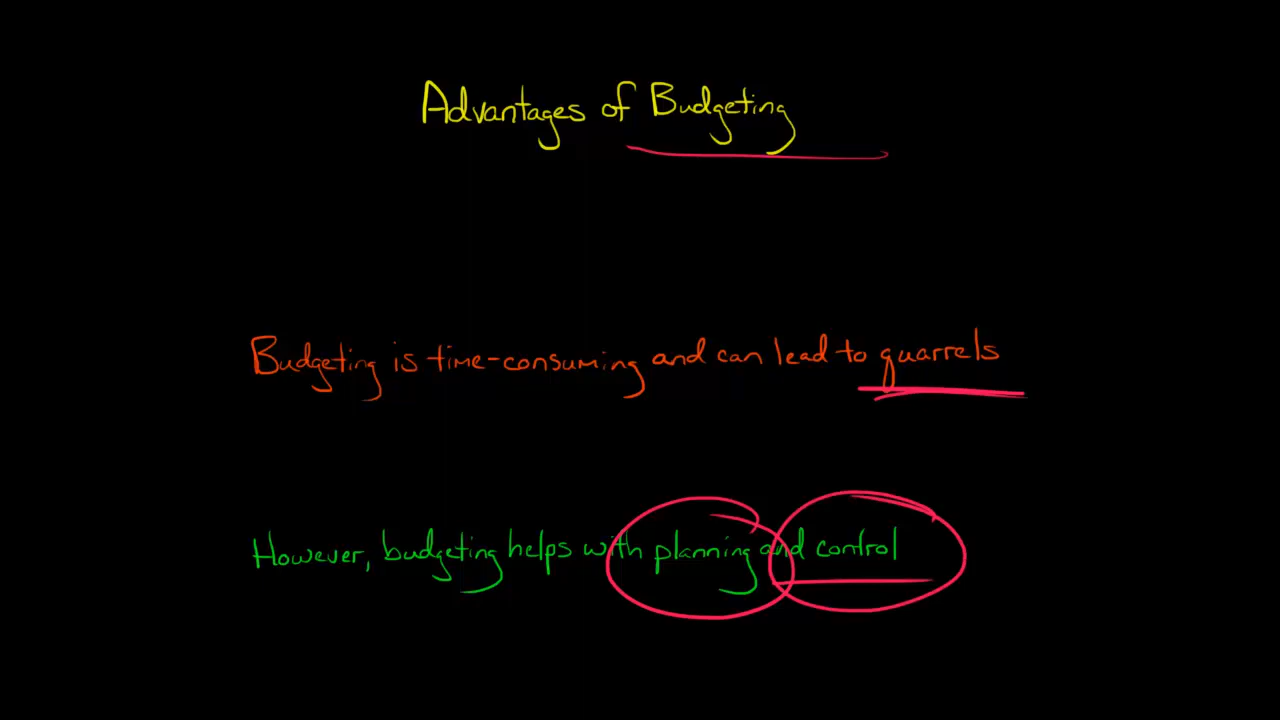 Advantages of Budgeting
Budgeting is time-consuming and can lead to quarrels
However, budgeting helps with planning and control